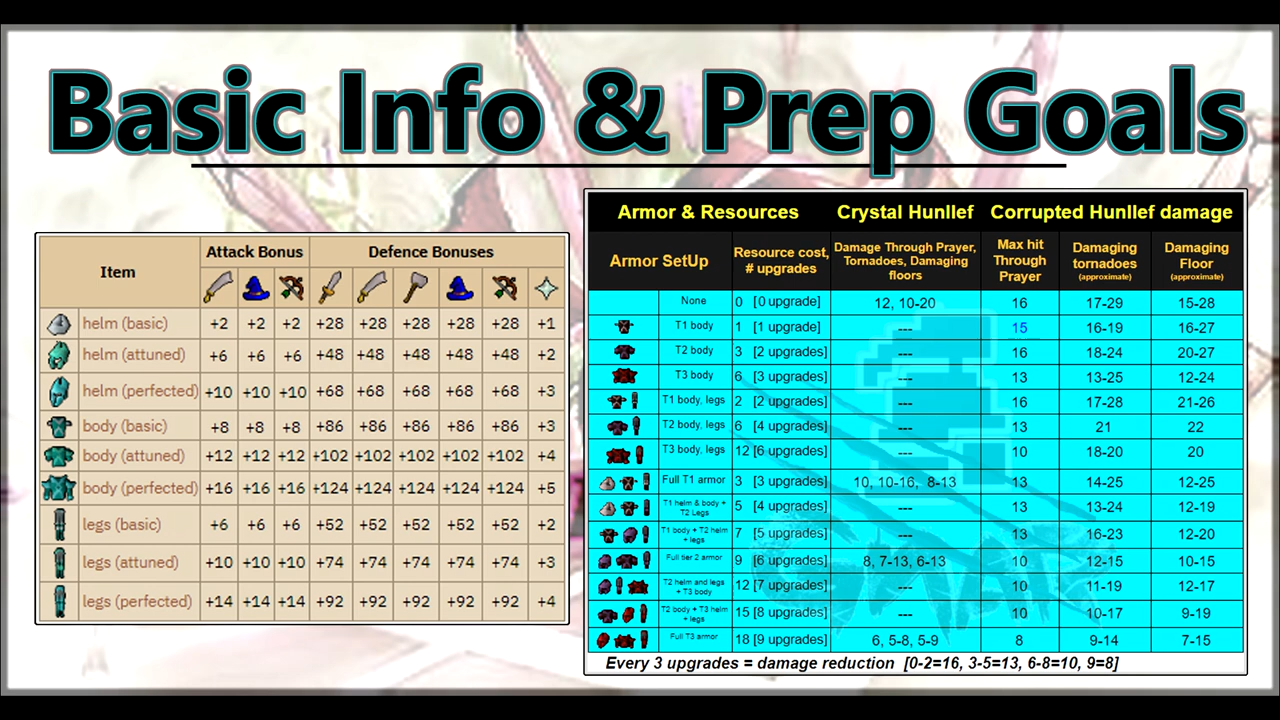 Basic Info & Prep Goals
Item Attack Bonus Defence Bonuses
helm (basic) +2 +2 +2 +28 +28 +28 +28 +28 +1
helm (attuned) +6 +6 +6 +48 +48 +48 +48 +48 +2
helm (perfected) +10 +10 +10 +68 +68 +68 +68 +68 +3
body (basic) +8 +8 +8 +86 +86 +86 +86 +86 +3
body (attuned) +12 +12 +12 +102 +102 +102 +102 +102 +4
body (perfected) +16 +16 +16 +124 +124 +124 +124 +124 +5
legs (basic) +6 +6 +6 +52 +52 +52 +52 +52 +2
legs (attuned) +10 +10 +10 +74 +74 +74 +74 +74 +3
legs (perfected) +14 +14 +14 +92 +92 +92 +92 +92 +4
Armor & Resources Crystal Hunllef Corrupted Hunllef damage
Armor SetUp
Resource cost,
# upgrades
Damage Through Prayer,
Tornadoes, Damaging
floors
Max hit
Through
Prayer
Damaging
tornadoes
(approximate)
Damaging
Floor
(approximate)
None 0 [0 upgrade] 12, 10-20 16 17-29 15-28
T1 body 1 [1 upgrade] --- 15 16-19 16-27
T2 body 3 [2 upgrades] --- 16 18-24 20-27
T3 body 6 [3 upgrades] --- 13 13-25 12-24
T1 body, legs 2 [2 upgrades] --- 16 17-28 21-26
T2 body, legs 6 [4 upgrades] --- 13 21 22
T3 body, legs 12 [6 upgrades] --- 10 18-20 20
Full T1 armor 3 [3 upgrades] 10, 10-16, 8-13 13 14-25 12-25
T1 helm & body +
T2 Legs 5 [4 upgrades] --- 13 13-24 12-19
T1 body + T2 helm
+ legs 7 [5 upgrades] --- 13 16-23 12-20
Full tier 2 armor 9 [6 upgrades] 8, 7-13, 6-13 10 12-15 10-15
T2 helm and legs
+ T3 body 12 [7 upgrades] --- 10 11-19 12-17
T2 body + T3 helm
+ legs 15 [8 upgrades] --- 10 10-17 9-19
Full T3 armor 18 [9 upgrades] 6, 5-8, 5-9 8 9-14 7-15
Every 3 upgrades = damage reduction [0-2=16, 3-5=13, 6-8=10, 9=8]